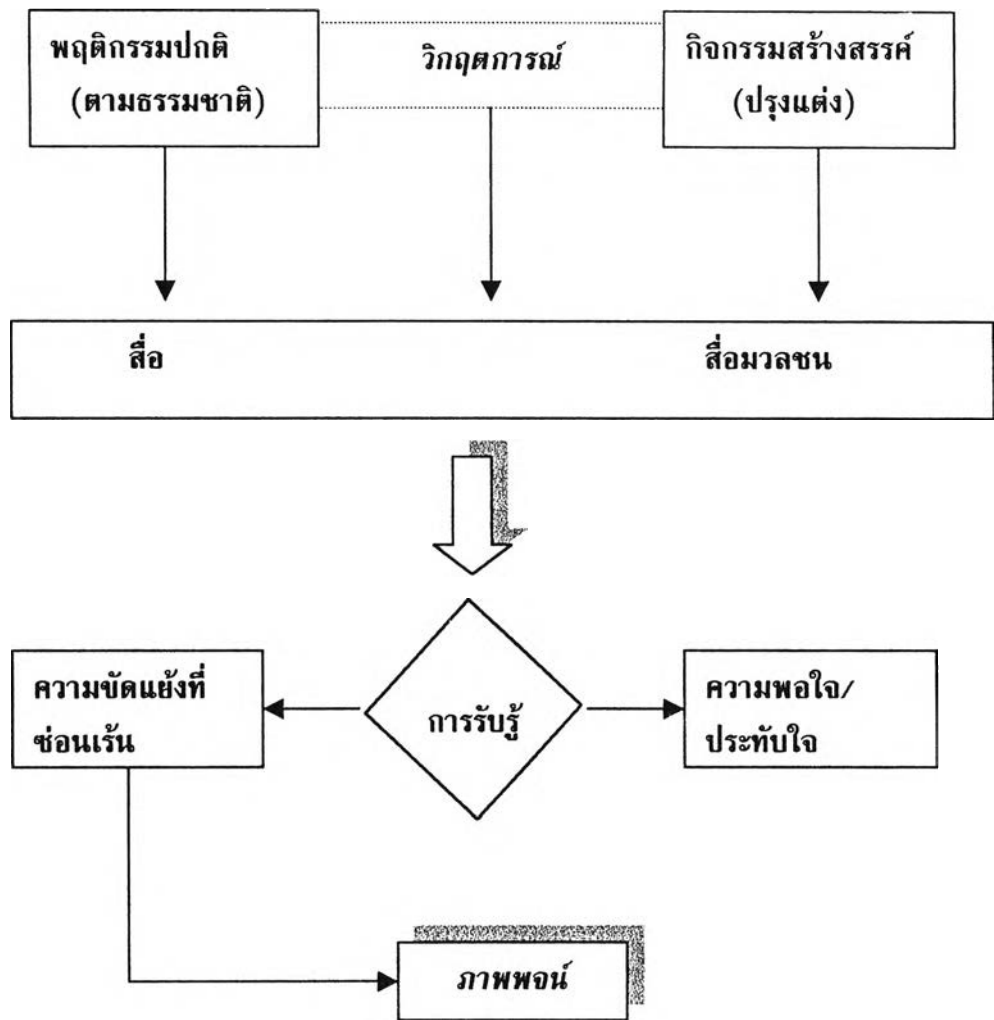 พฤติกรรมปกติ
(ตามธรรมชาติ)
วิกฤตการณ์
กิจกรรมสร้างสรรค์
(ปรุงแต่ง)
สื่อ
สื่อมวลชน
ความขัดแย้งที่
ซ่อนเร้น
การรับรู้
ความพอใจ/
ประทับใจ
ภาพพจน์